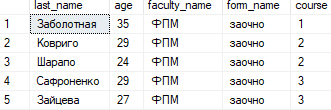 last_name age faculty_name fom_name course
1 Заболотная 35 ФПМ заочно 1
2 Ковриго 29 ФПМ заочно 2
3 Шарапо 24 ФПМ заочно 2
4 Сафроненко 29 ФПМ заочно 3
5 Зайцева 27 ФПМ заочно 3